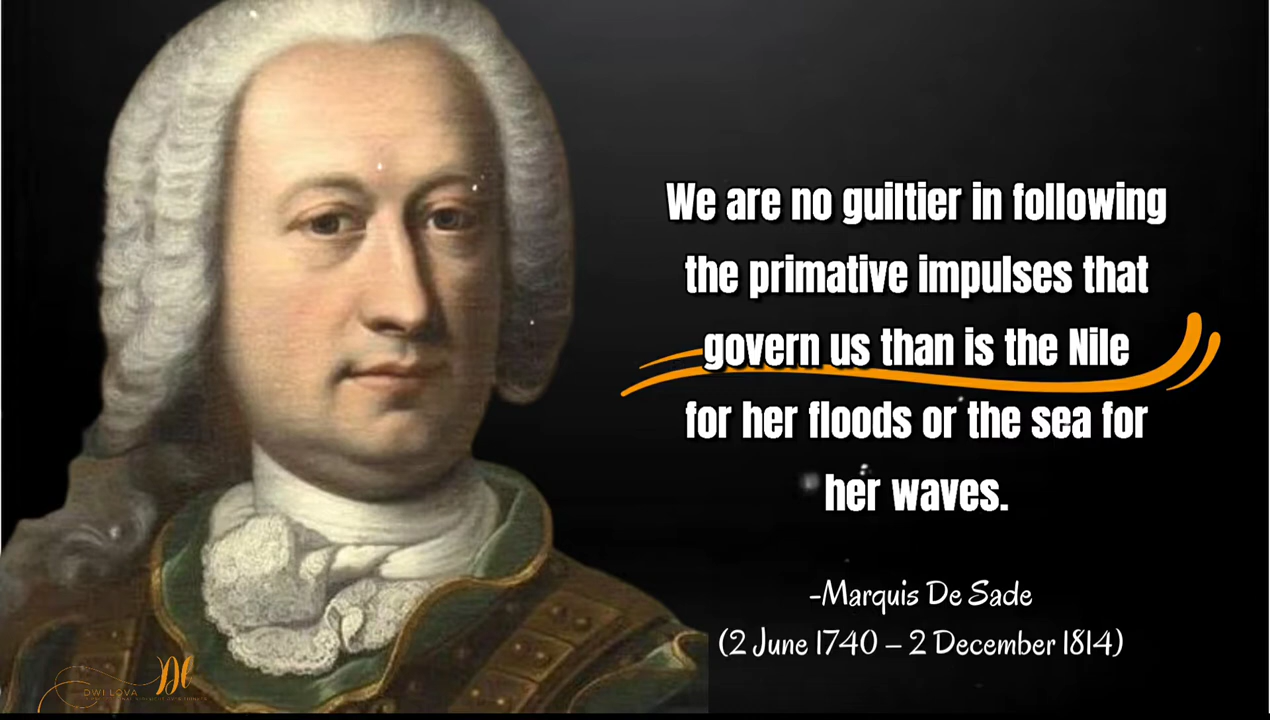 We are no guiltier in following
the primative impulses that
govern us than is the Nile
for her floods or the sea for
her waves.
-Marquis De Sade
(2 June 1740 – 2 December 1814)
DWI LOVA